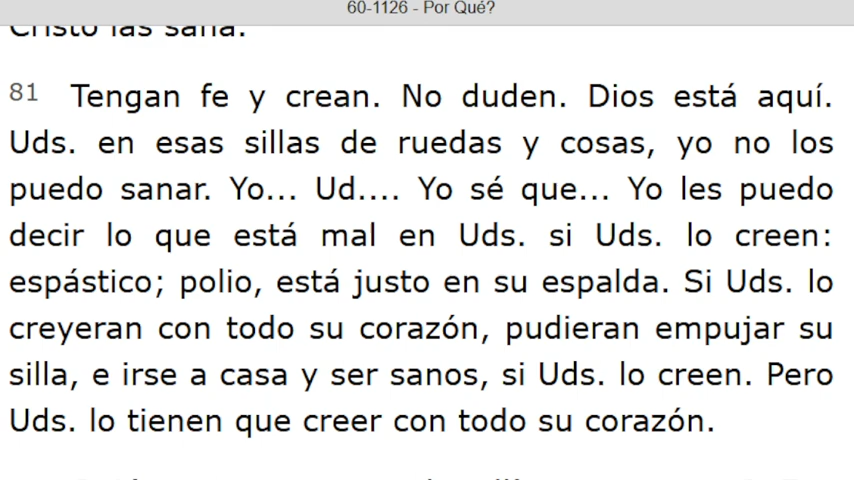 60-1126 - Por Qué?
Cristo las sana.
81 Tengan fe y crean. No duden. Dios está aquí.
Uds. en esas sillas de ruedas y cosas, yo no los
puedo sanar. Yo... Ud.... Yo sé que... Yo les puedo
decir lo que está mal en Uds. si Uds. lo creen:
espástico; polio, está justo en su espalda. Si Uds. lo
creyeran con todo su corazón, pudieran empujar su
silla, e irse a casa y ser sanos, si Uds. lo creen. Pero
Uds. lo tienen que creer con todo su corazón.